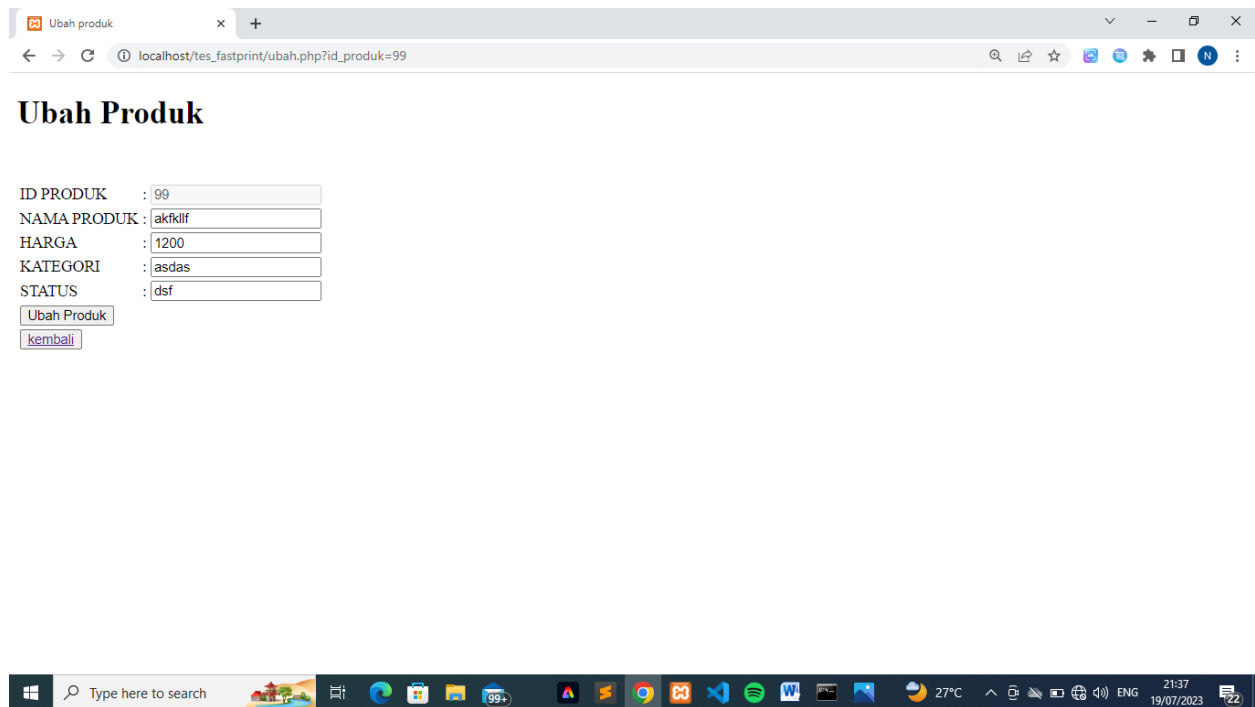 Ubah produk
localhost/tes_fastprint/ubah.php?id_produk=99
N
Ubah Produk
ID PRODUK : 99
NAMA PRODUK : akfkllf
HARGA : 1200
KATEGORI : asdas
STATUS : dsf
Ubah Produk
kembali
Type here to search
99+
27°C
ENG
21:37
19/07/2023
22